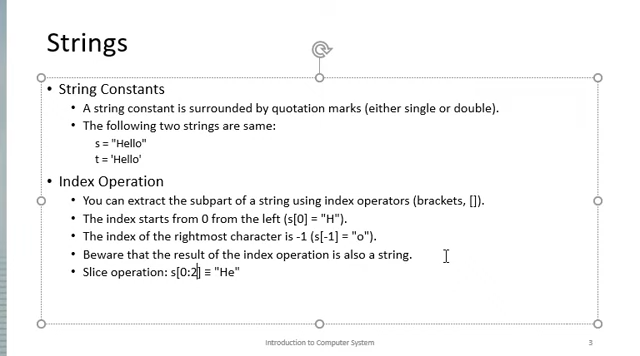 Strings
• String Constants
• A string constant is surrounded by quotation marks (either single or double).
• The following two strings are same:
s = "Hello"
t = 'Hello'
• Index Operation
• You can extract the subpart of a string using index operators (brackets, []).
• The index starts from 0 from the left (s[0] = "H").
• The index of the rightmost character is -1 (s[-1] = "o").
• Beware that the result of the index operation is also a string.
• Slice operation: s[0:2] ≡ "He"
Introduction to Computer System
3